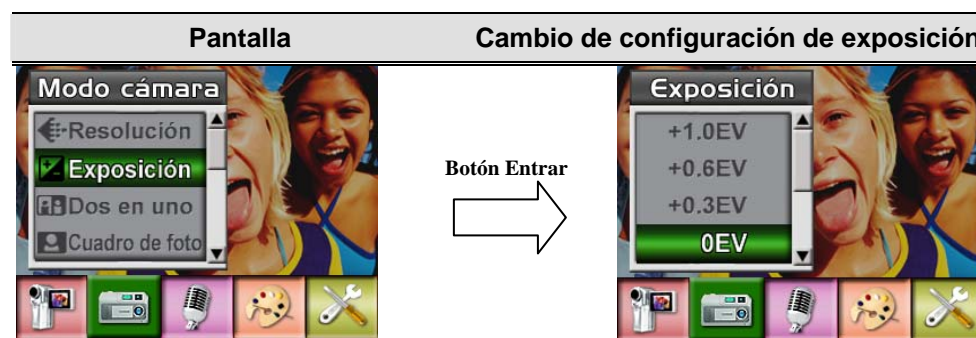 Pantalla
Cambio de configuración de exposición
Modo cámara
Resolución
Exposición
Dos en uno
Cuadro de foto
Botón Entrar
Exposición
+1.0EV
+0.6EV
+0.3EV
0EV